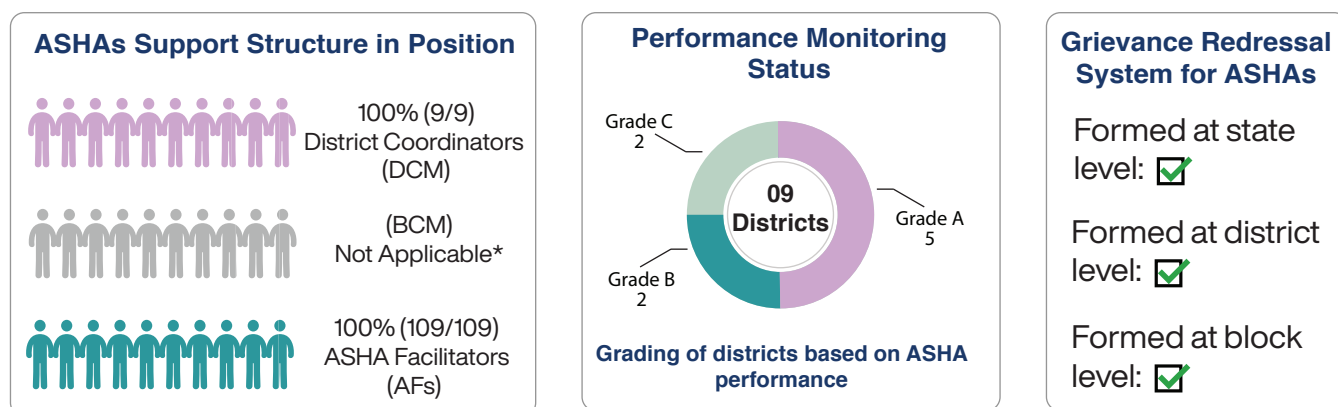 ASHAs Support Structure in Position
100% (9/9)
District Coordinators
(DCM)
(BCM)
Not Applicable*
100% (109/109)
ASHA Facilitators
(AFs)
Performance Monitoring
Status
Grade C
2
09
Districts
Grade A
5
Grade B
2
Grading of districts based on ASHA
performance
Grievance Redressal
System for ASHAs
Formed at state
level:
Formed at district
level:
Formed at block
level: